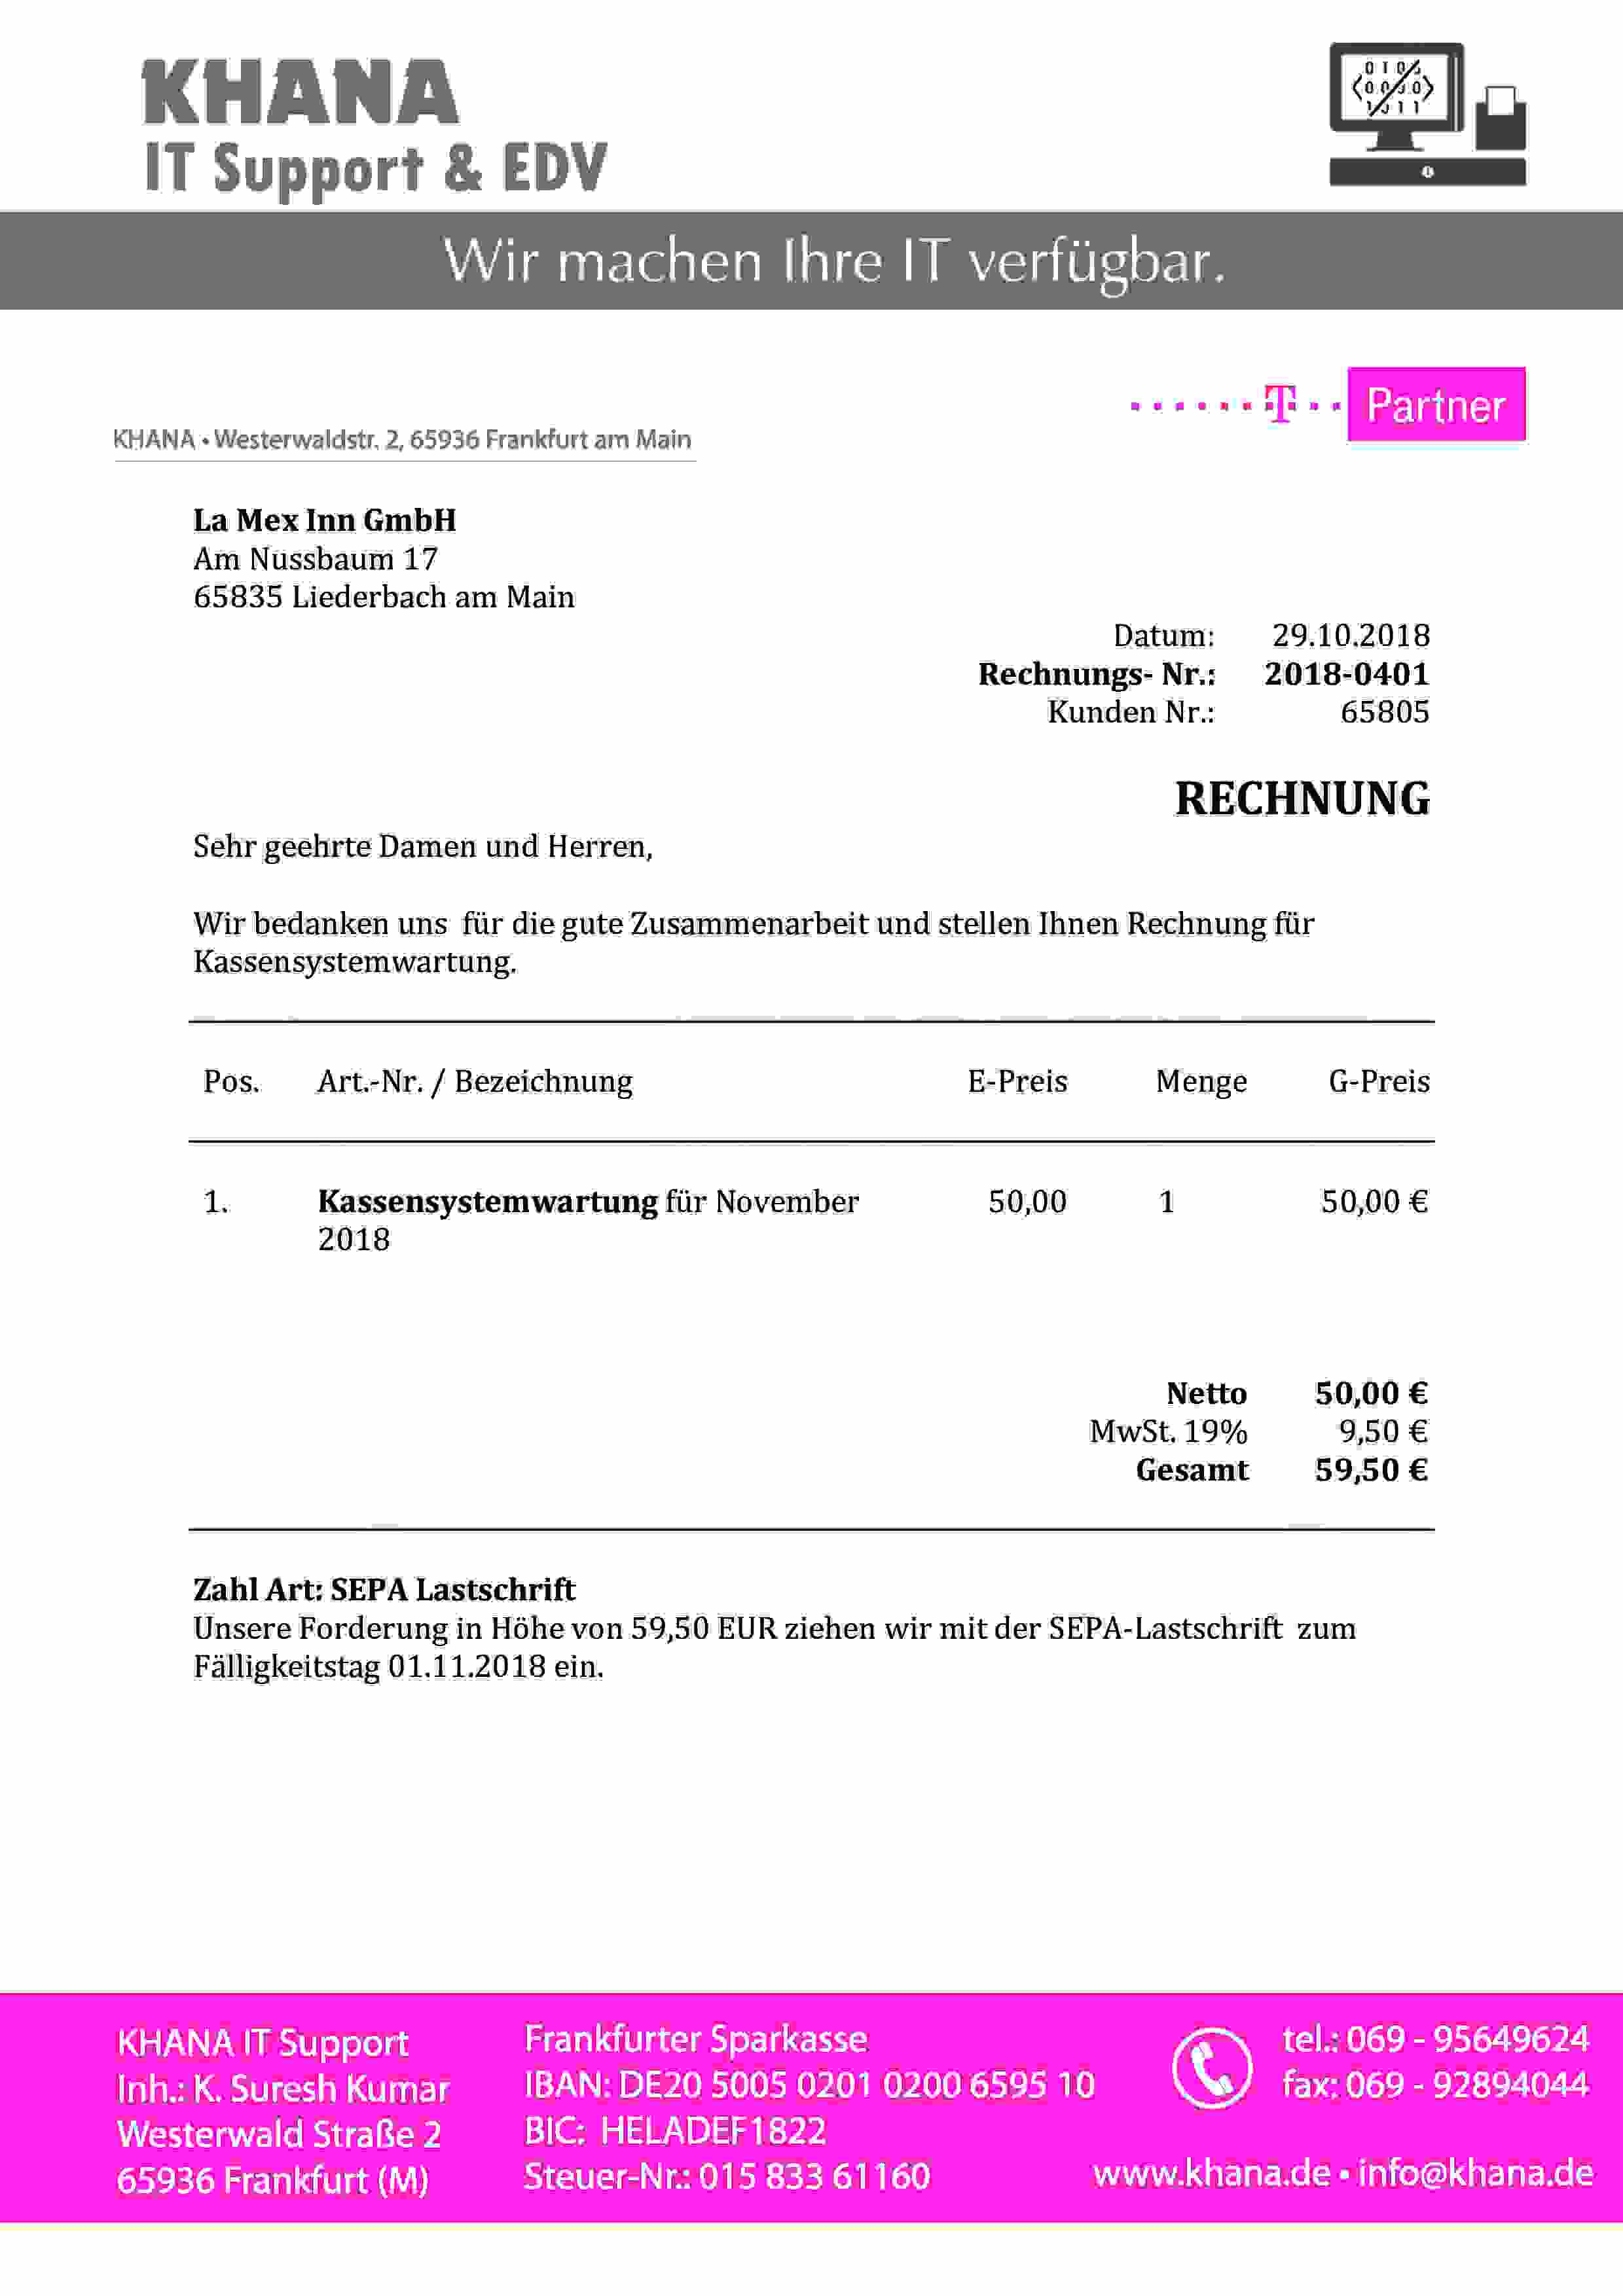 KHANA
IT Support & EDV
Wir machen Ihre IT verfügbar.
T Partner
KHANA • Westerwaldstr. 2, 65936 Frankfurt am Main
La Mex Inn GmbH
Am Nussbaum 17
65835 Liederbach am Main
Datum: 29.10.2018
Rechnungs- Nr.: 2018-0401
Kunden Nr.: 65805
RECHNUNG
Sehr geehrte Damen und Herren,
Wir bedanken uns für die gute Zusammenarbeit und stellen Ihnen Rechnung für
Kassensystemwartung.
Pos. Art.-Nr. / Bezeichnung E-Preis Menge G-Preis
1. Kassensystemwartung für November 50,00 1 50,00 €
2018
Netto 50,00 €
MwSt. 19% 9,50 €
Gesamt 59,50 €
Zahl Art: SEPA Lastschrift
Unsere Forderung in Höhe von 59,50 EUR ziehen wir mit der SEPA-Lastschrift zum
Fälligkeitstag 01.11.2018 ein.
KHANA IT Support
Inh.: K. Suresh Kumar
Westerwald Straße 2
65936 Frankfurt (M)
Frankfurter Sparkasse
IBAN: DE20 5005 0201 0200 6595 10
BIC: HELADEF1822
Steuer-Nr.: 015 833 61160
tel.: 069 - 95649624
fax: 069 - 92894044
www.khana.de • info@khana.de